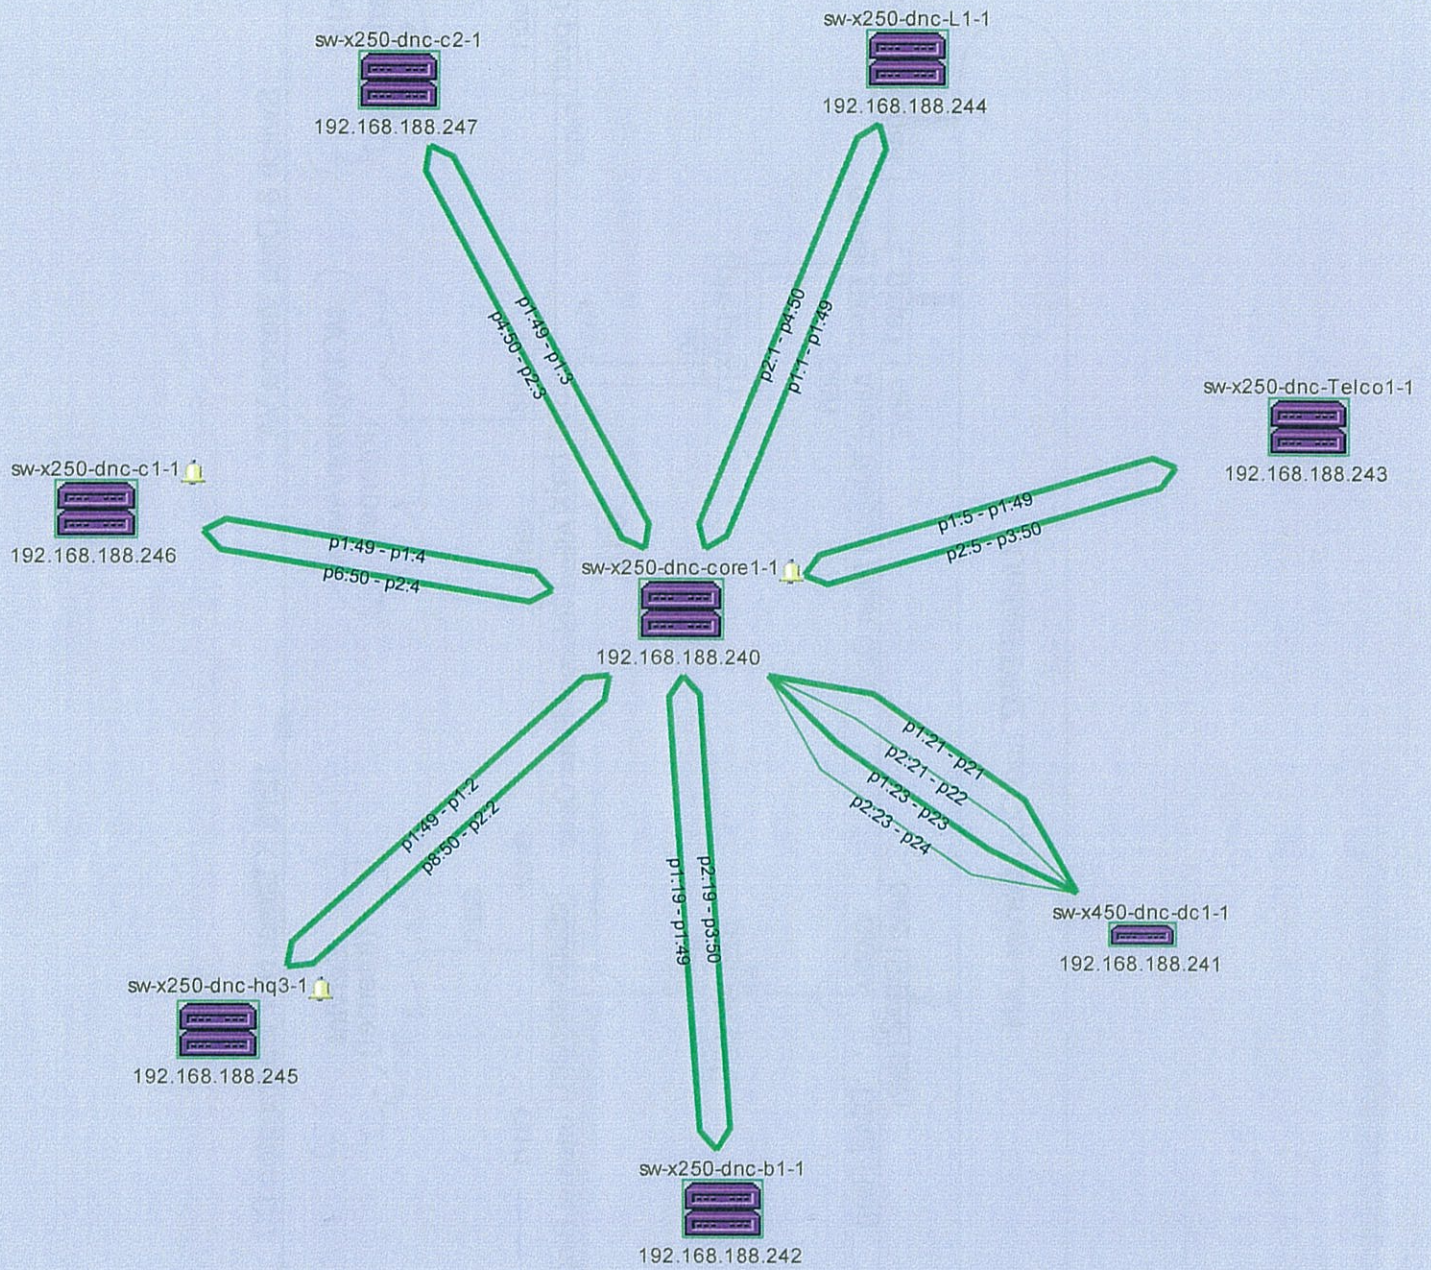 sw-x250-dnc-L1-1
192.168.188.244
sw-x250-dnc-c2-1
192.168.188.247
p1:49 - p1:3
p4:50 - p2:3
p2:1 - p4:50
p1:1 - p1:49
sw-x250-dnc-Telco1-1
192.168.188.243
sw-x250-dnc-c1-1
192.168.188.246
p1:49 - p1:4
p6:50 - p2:4
p1:5 - p1:49
p2:5 - p3:50
sw-x250-dnc-core1-1
192.168.188.240
p1:21 - p21
p2:21 - p22
p1:23 - p23
p2:23 - p24
p1:49 - p1:2
p8:50 - p2:2
p1:19 - p1:49
p2:19 - p3:50
sw-x450-dnc-dc1-1
192.168.188.241
sw-x250-dnc-hq3-1
192.168.188.245
sw-x250-dnc-b1-1
192.168.188.242